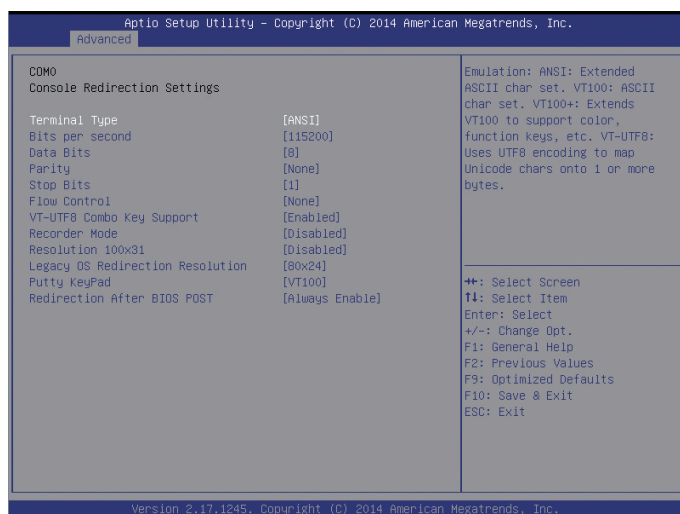 Aptio Setup Utility – Copyright (C) 2014 American Megatrends, Inc.
Advanced
COM0
Console Redirection Settings
Terminal Type [ANSI]
Bits per second [115200]
Data Bits [8]
Parity [None]
Stop Bits [1]
Flow Control [None]
VT-UTF8 Combo Key Support [Enabled]
Recorder Mode [Disabled]
Resolution 100x31 [Disabled]
Legacy OS Redirection Resolution [80x24]
Putty KeyPad [VT100]
Redirection After BIOS POST [Always Enable]
Emulation: ANSI: Extended
ASCII char set. VT100: ASCII
char set. VT100+: Extends
VT100 to support color,
function keys, etc. VT-UTF8:
Uses UTF8 encoding to map
Unicode chars onto 1 or more
bytes.
→←: Select Screen
↑↓: Select Item
Enter: Select
+/-: Change Opt.
F1: General Help
F2: Previous Values
F9: Optimized Defaults
F10: Save & Exit
ESC: Exit
Version 2.17.1245. Copyright (C) 2014 American Megatrends, Inc.